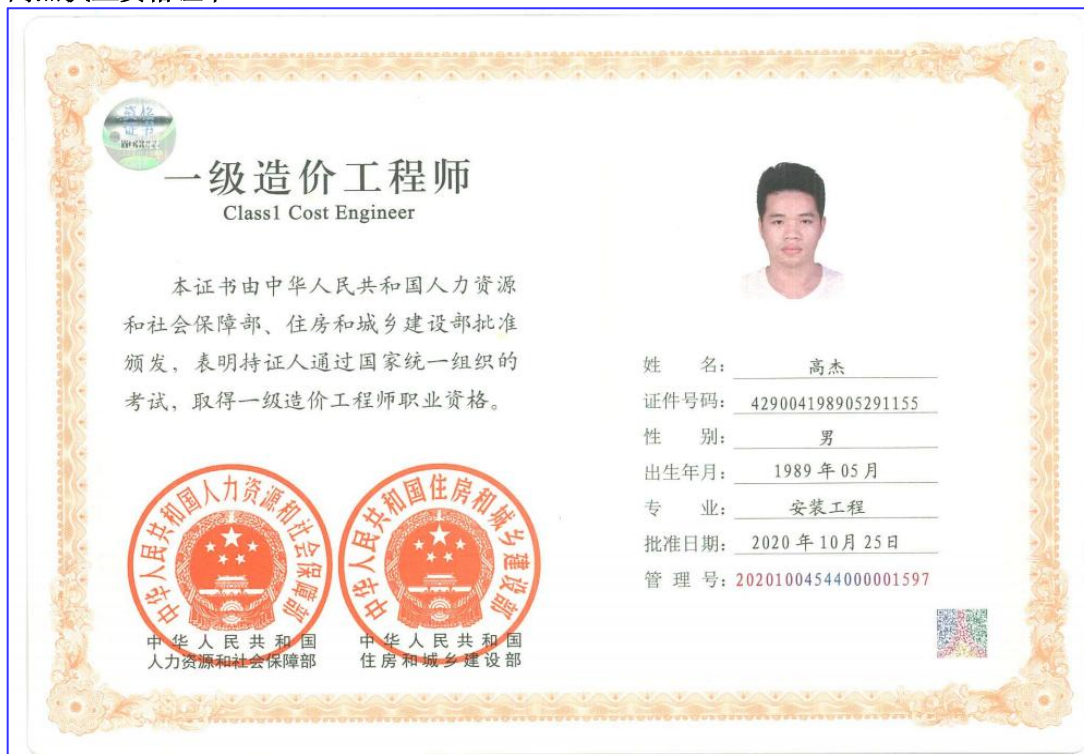 资格
证书
一级造价工程师
Class1 Cost Engineer
本证书由中华人民共和国人力资源
和社会保障部、住房和城乡建设部批准
颁发，表明持证人通过国家统一组织的
考试，取得一级造价工程师职业资格。
姓 名： 高杰
证件号码： 429004198905291155
性 别： 男
出生年月： 1989 年 05 月
专 业： 安装工程
批准日期： 2020 年 10 月 25 日
管 理 号：20201004544000001597
中华人民共和国人力资源和社会保障部
中华人民共和国住房和城乡建设部
中华人民共和国
人力资源和社会保障部
中华人民共和国
住房和城乡建设部